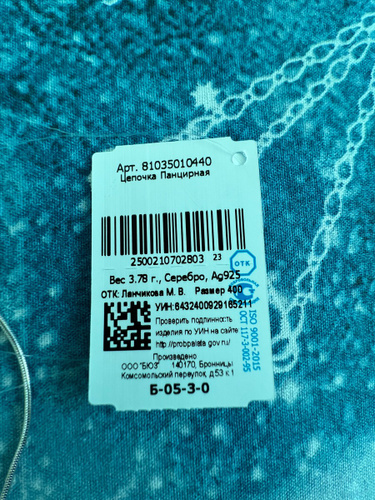 Арт. 81035010440
Цепочка Панцирная
2500210702803 23
Вес 3.78 г., Серебро, Ag925
ОТК: Ланчикова М. В. Размер 400
УИН:6432400929165211
Проверить подлинность
изделия по УИН на сайте
http://probpalata.gov.ru/
Произведено
ООО "БЮЗ" 140170, Бронницы
Комсомольский переулок, д.53 к.1
Б-05-3-0
ОТК
ISO 9001-2015
ОСТ 117-3-002-95